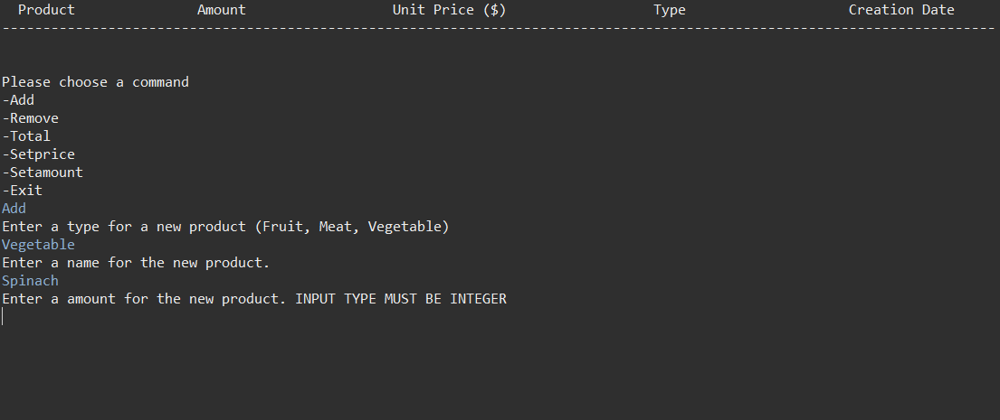 Product Amount Unit Price ($) Type Creation Date
--------------------------------------------------------------------------------------------------------------------------
Please choose a command
-Add
-Remove
-Total
-Setprice
-Setamount
-Exit
Add
Enter a type for a new product (Fruit, Meat, Vegetable)
Vegetable
Enter a name for the new product.
Spinach
Enter a amount for the new product. INPUT TYPE MUST BE INTEGER